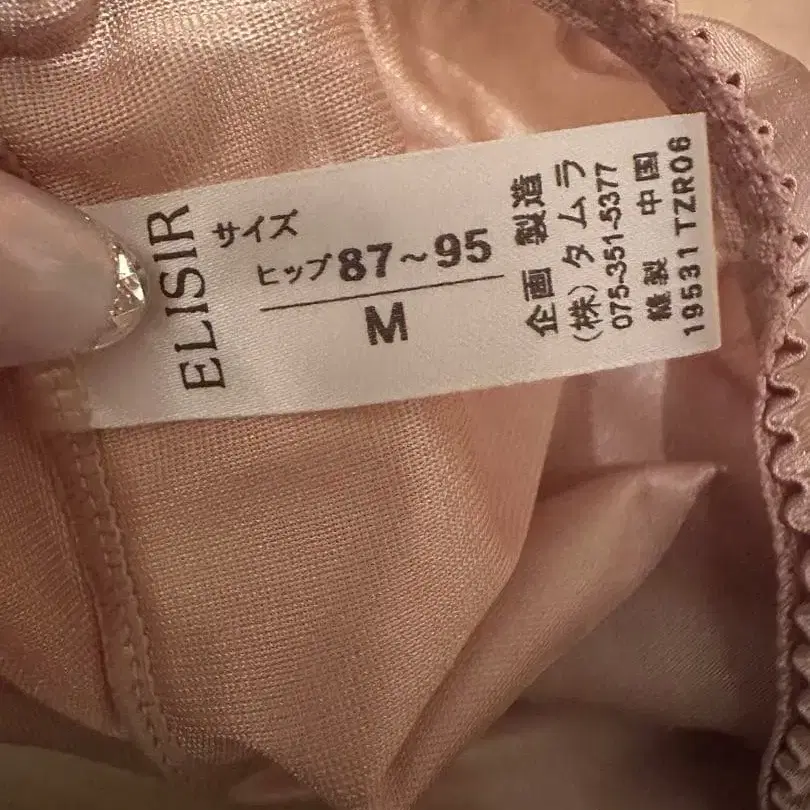 ELISIR
サイズ
ヒップ87~95
M
企画 製造
(株)タムラ
075-351-5377
縫製 中国
19531 TZR06